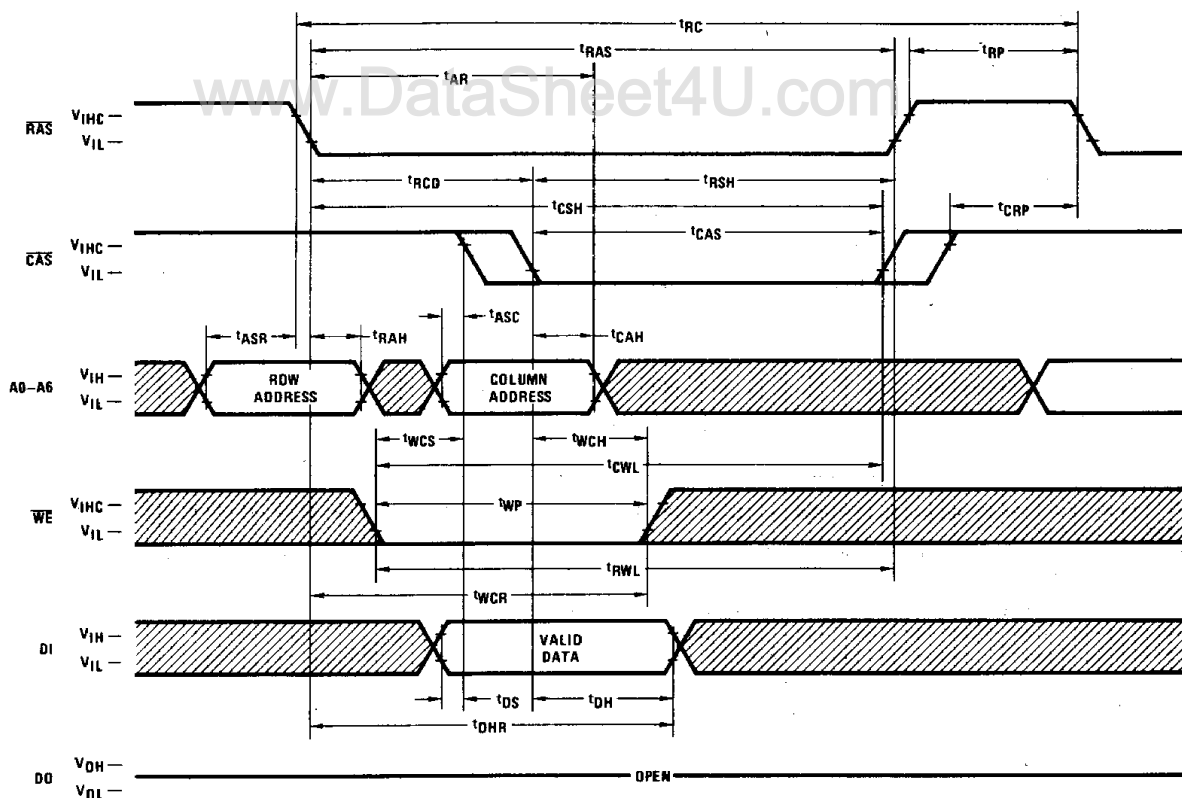 tRC
tRAS
tRP
tAR
www.DataSheet4U.com
RAS
VIHC
VIL
tRCD
tRSH
tCSH
tCRP
tCAS
CAS
VIHC
VIL
tASR
tRAH
tASC
tCAH
A0–A6
VIH
VIL
ROW
ADDRESS
COLUMN
ADDRESS
tWCS
tWCH
tCWL
WE
VIHC
VIL
tWP
tRWL
tWCR
DI
VIH
VIL
VALID
DATA
tDS
tDH
tDHR
DO
VOH
VOL
OPEN